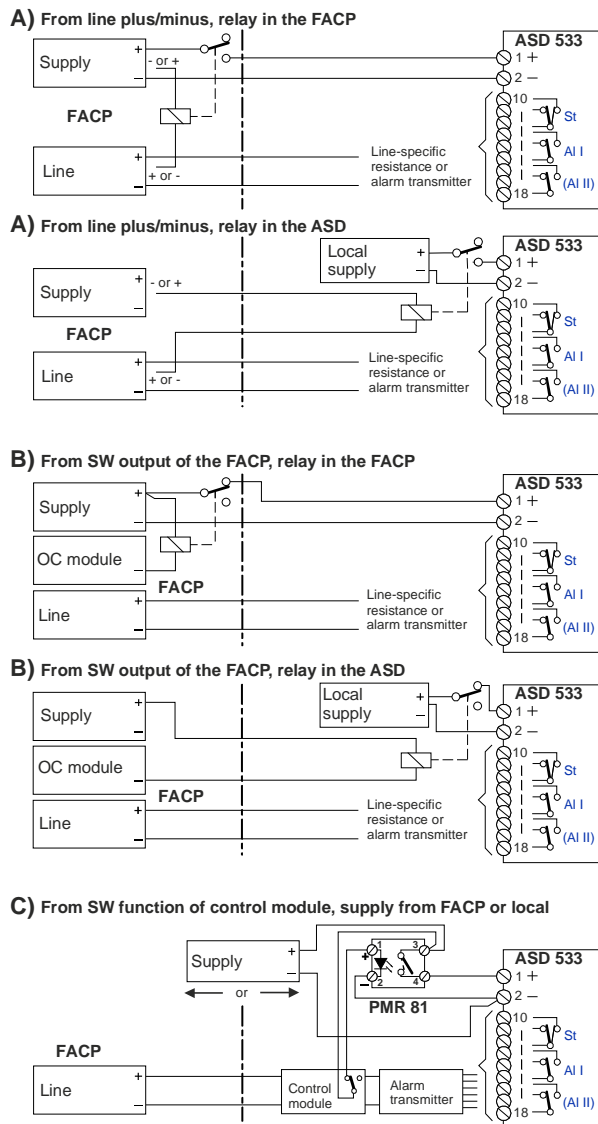 A) From line plus/minus, relay in the FACP
ASD 533
Supply
+
- or +
–
1 +
2 –
FACP
10
St
Al I
(Al II)
18
Line
+
+ or -
–
Line-specific
resistance or
alarm transmitter
A) From line plus/minus, relay in the ASD
ASD 533
Local
supply
+
–
1 +
2 –
Supply
+
- or +
–
FACP
10
St
Al I
(Al II)
18
Line
+
+ or -
–
Line-specific
resistance or
alarm transmitter
B) From SW output of the FACP, relay in the FACP
ASD 533
Supply
+
–
1 +
2 –
OC module
FACP
10
St
Al I
(Al II)
18
Line
+
–
Line-specific
resistance or
alarm transmitter
B) From SW output of the FACP, relay in the ASD
ASD 533
Local
supply
+
–
1 +
2 –
Supply
+
–
OC module
FACP
10
St
Al I
(Al II)
18
Line
+
–
Line-specific
resistance or
alarm transmitter
C) From SW function of control module, supply from FACP or local
Supply
+
–
or
1
3
+
2
4
–
PMR 81
ASD 533
1 +
2 –
10
St
Al I
(Al II)
18
FACP
Line
+
–
Control
module
Alarm
transmitter